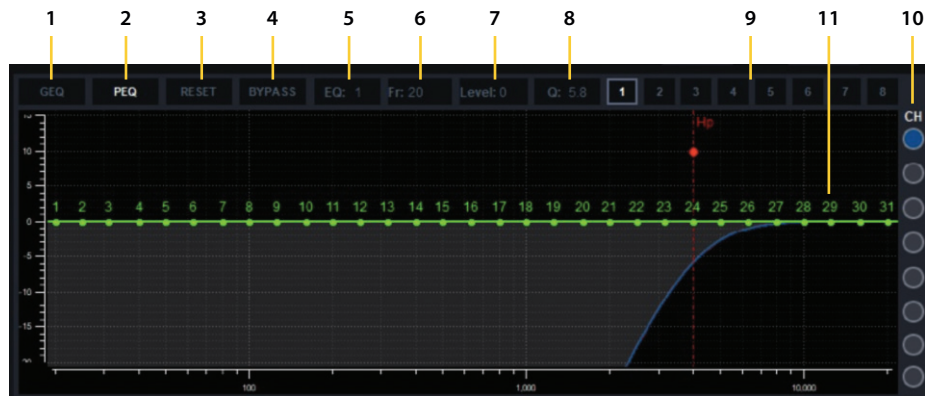 1 2 3 4 5 6 7 8 9 11 10
GEQ PEQ RESET BYPASS EQ: 1 Fr: 20 Level: 0 Q: 5.8 1 2 3 4 5 6 7 8
CH
Hp
10
5
1 2 3 4 5 6 7 8 9 10 11 12 13 14 15 16 17 18 19 20 21 22 23 24 25 26 27 28 29 30 31
0
-5
-10
-15
100 1,000 10,000